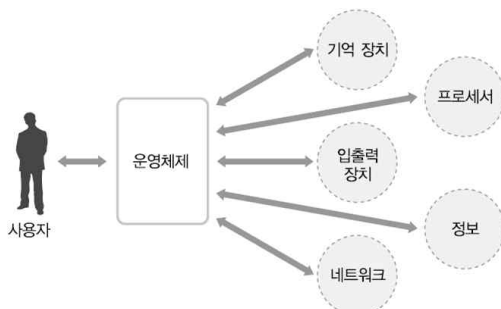 기억 장치
프로세서
운영체제
입출력
장치
사용자
정보
네트워크